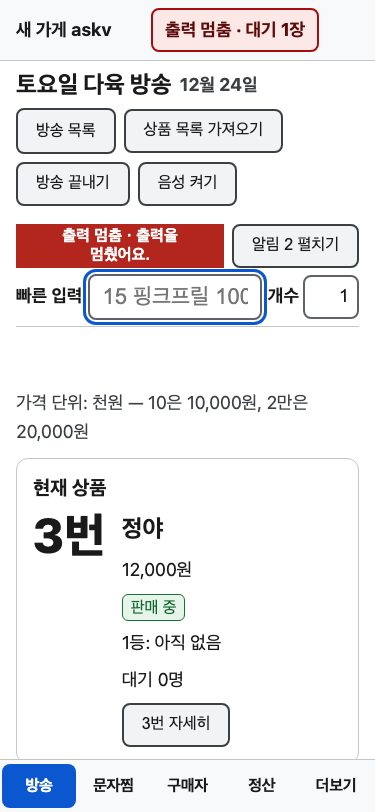 새 가게 askv
출력 멈춤 · 대기 1장
토요일 다육 방송 12월 24일
방송 목록
상품 목록 가져오기
방송 끝내기
음성 켜기
출력 멈춤 · 출력을
멈췄어요.
알림 2 펼치기
빠른 입력
15 핑크프릴 100
개수
1
가격 단위: 천원 — 10은 10,000원, 2만은
20,000원
현재 상품
3번
정야
12,000원
판매 중
1등: 아직 없음
대기 0명
3번 자세히
방송
문자찜
구매자
정산
더보기